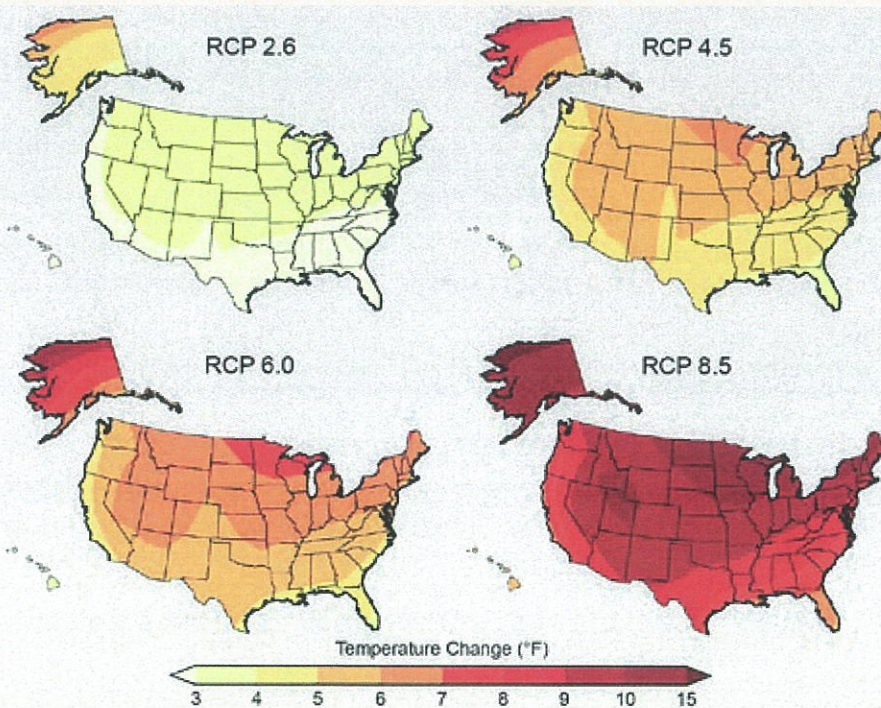 RCP 2.6
RCP 4.5
RCP 6.0
RCP 8.5
Temperature Change (°F)
3 4 5 6 7 8 9 10 15